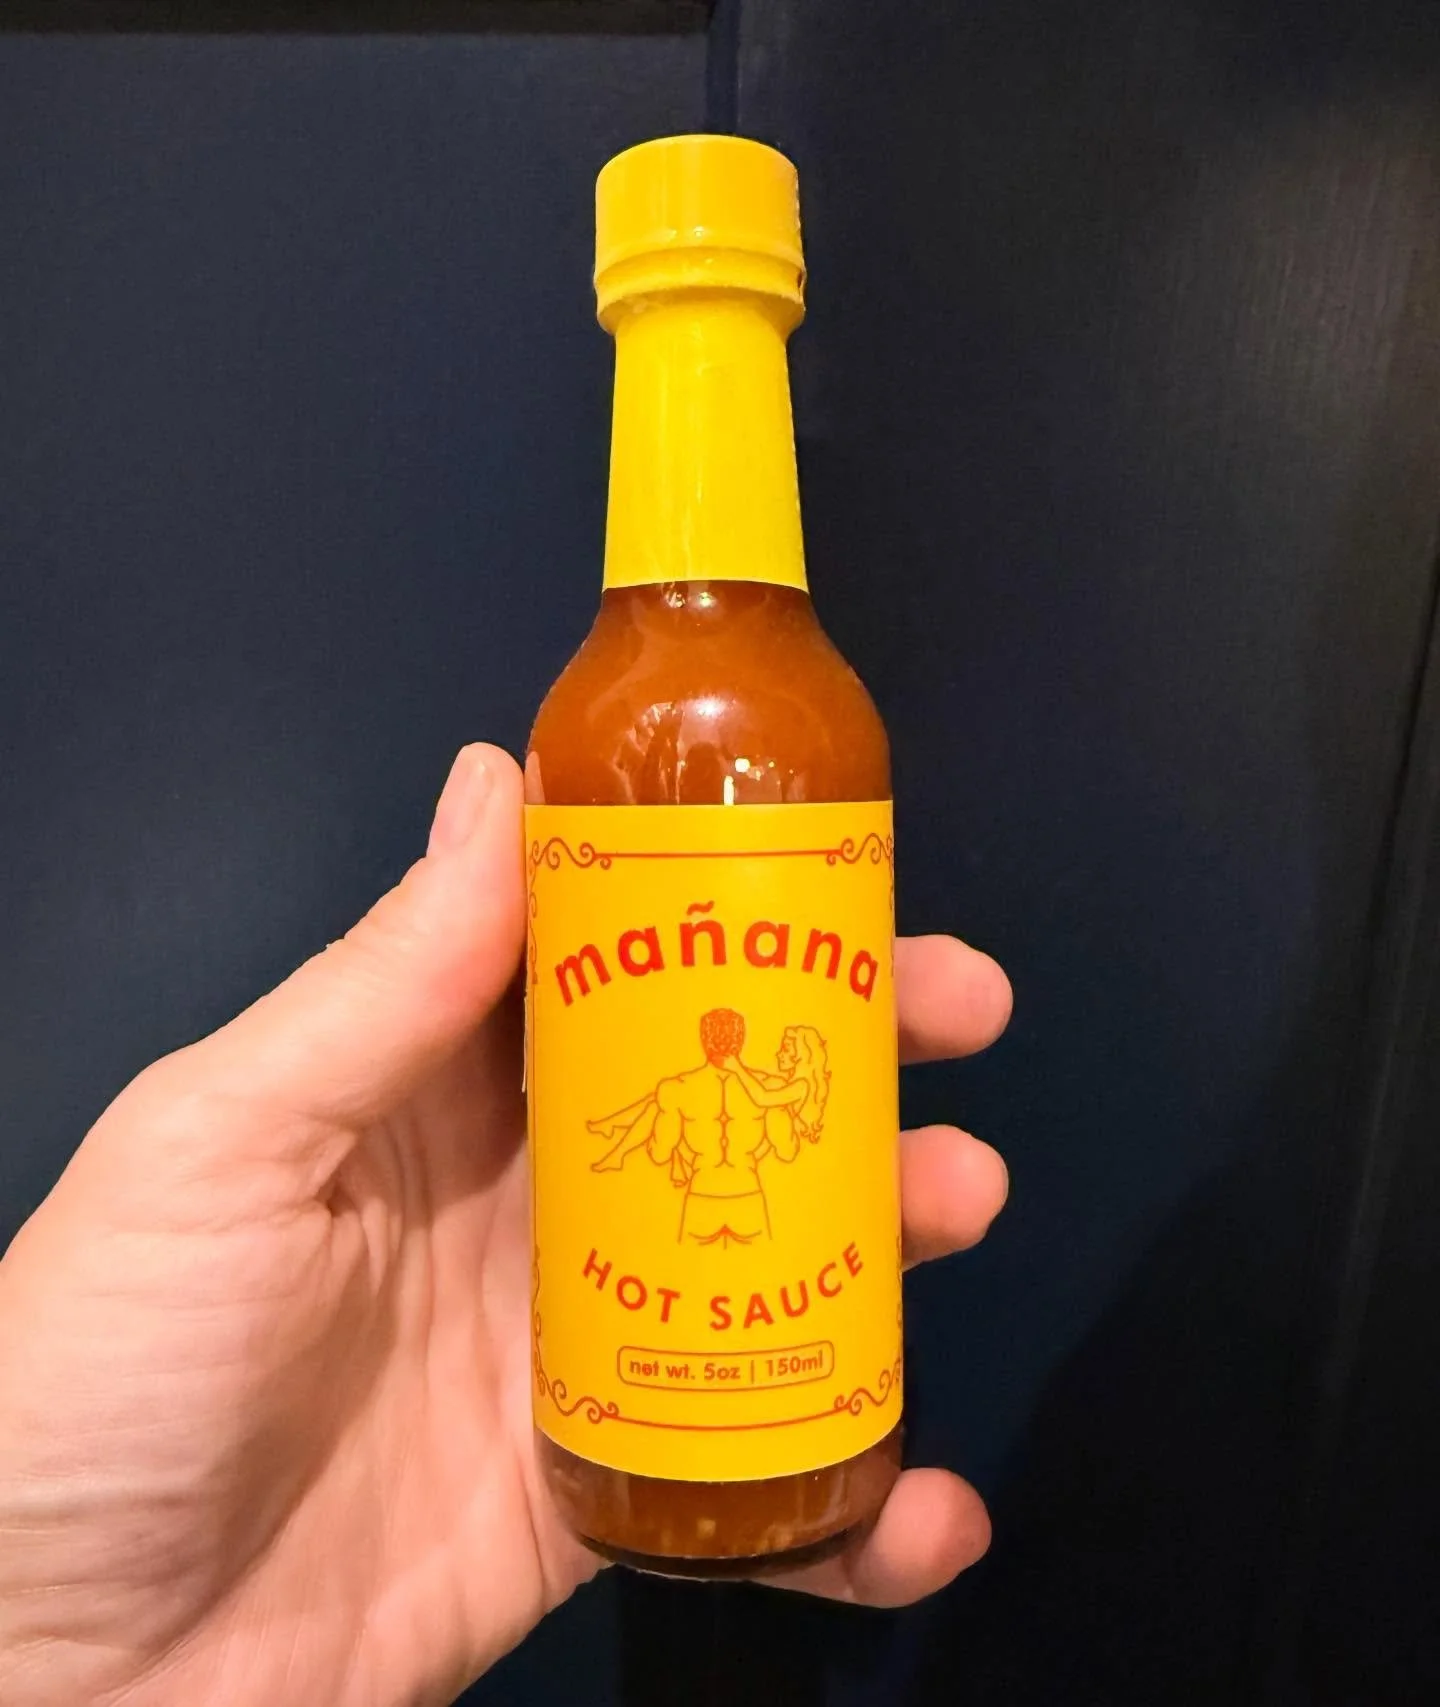 mañana
HOT SAUCE
net wt. 5oz | 150ml